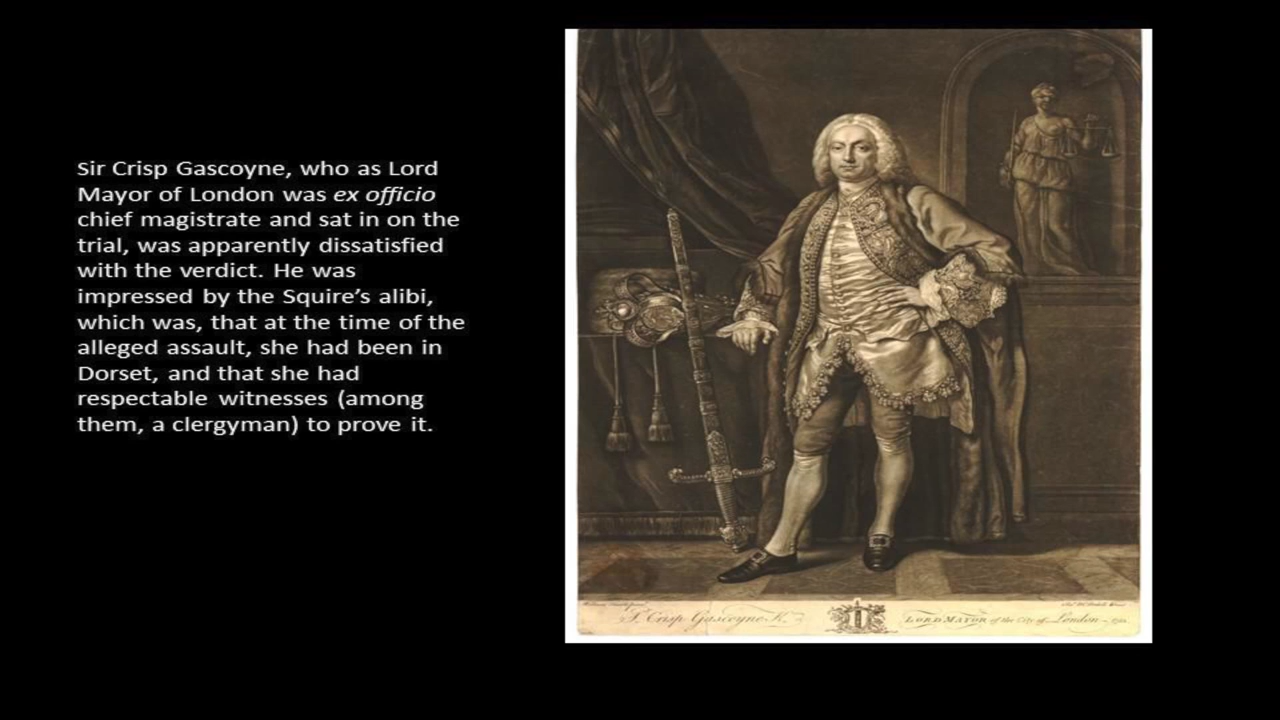 Sir Crisp Gascoyne, who as Lord
Mayor of London was ex officio
chief magistrate and sat in on the
trial, was apparently dissatisfied
with the verdict. He was
impressed by the Squire’s alibi,
which was, that at the time of the
alleged assault, she had been in
Dorset, and that she had
respectable witnesses (among
them, a clergyman) to prove it.
Sr. Crisp Gascoyne Kt.
LORD MAYOR of the City of London